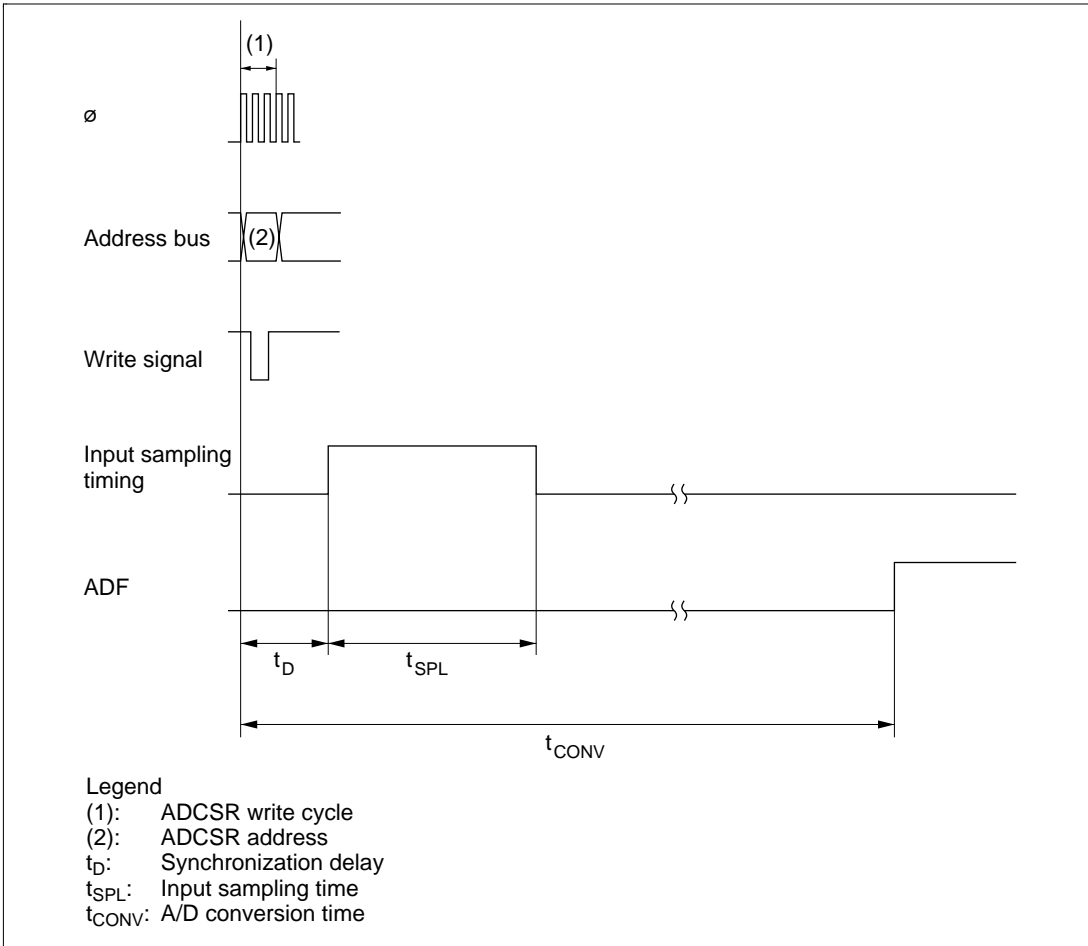 (1)
ø
Address bus
(2)
Write signal
Input sampling
timing
ADF
tD
tSPL
tCONV
Legend
(1): ADCSR write cycle
(2): ADCSR address
tD: Synchronization delay
tSPL: Input sampling time
tCONV: A/D conversion time